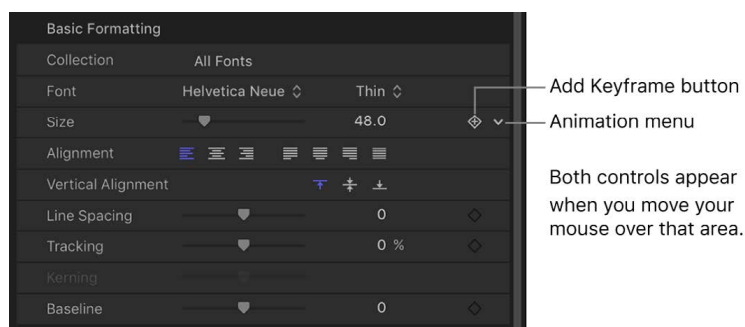 Basic Formatting
Collection All Fonts
Font Helvetica Neue Thin
Size 48.0
Alignment
Vertical Alignment
Line Spacing 0
Tracking 0 %
Kerning
Baseline 0
Add Keyframe button
Animation menu
Both controls appear
when you move your
mouse over that area.